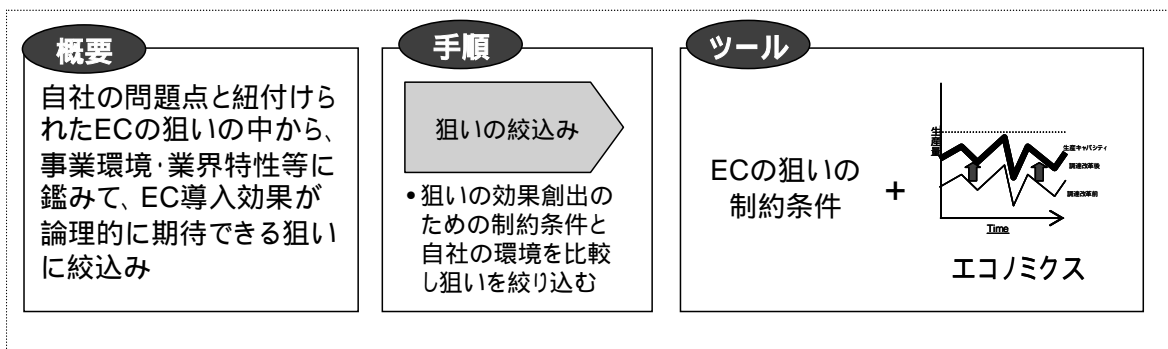 概要
自社の問題点と紐付けら
れたECの狙いの中から、
事業環境･業界特性等に
鑑みて、EC導入効果が
論理的に期待できる狙い
に絞込み
手順
狙いの絞込み
•狙いの効果創出の
ための制約条件と
自社の環境を比較
し狙いを絞り込む
ツール
ECの狙いの
制約条件
+
生産量
生産キャパシティ
調達改革後
調達改革前
Time
エコノミクス